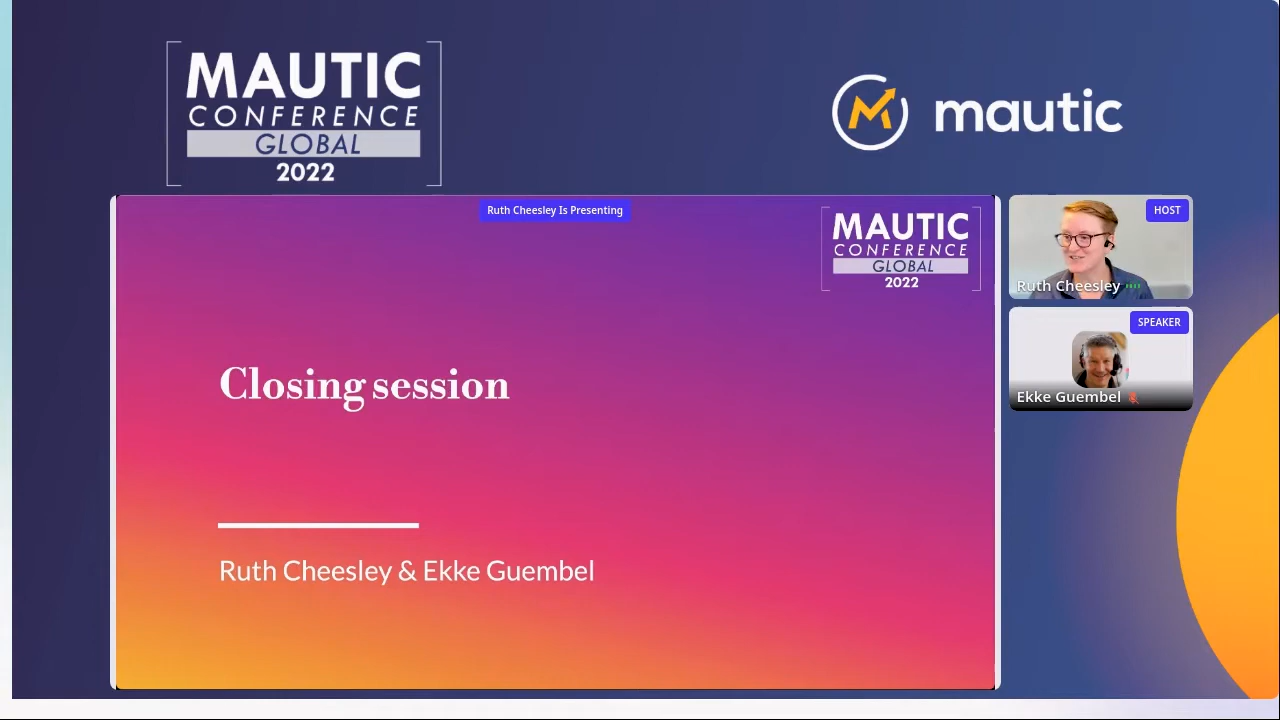 MAUTIC
CONFERENCE
GLOBAL
2022
mautic
Ruth Cheesley Is Presenting
MAUTIC
CONFERENCE
GLOBAL
2022
HOST
Ruth Cheesley
SPEAKER
Ekke Guembel
Closing session
Ruth Cheesley & Ekke Guembel